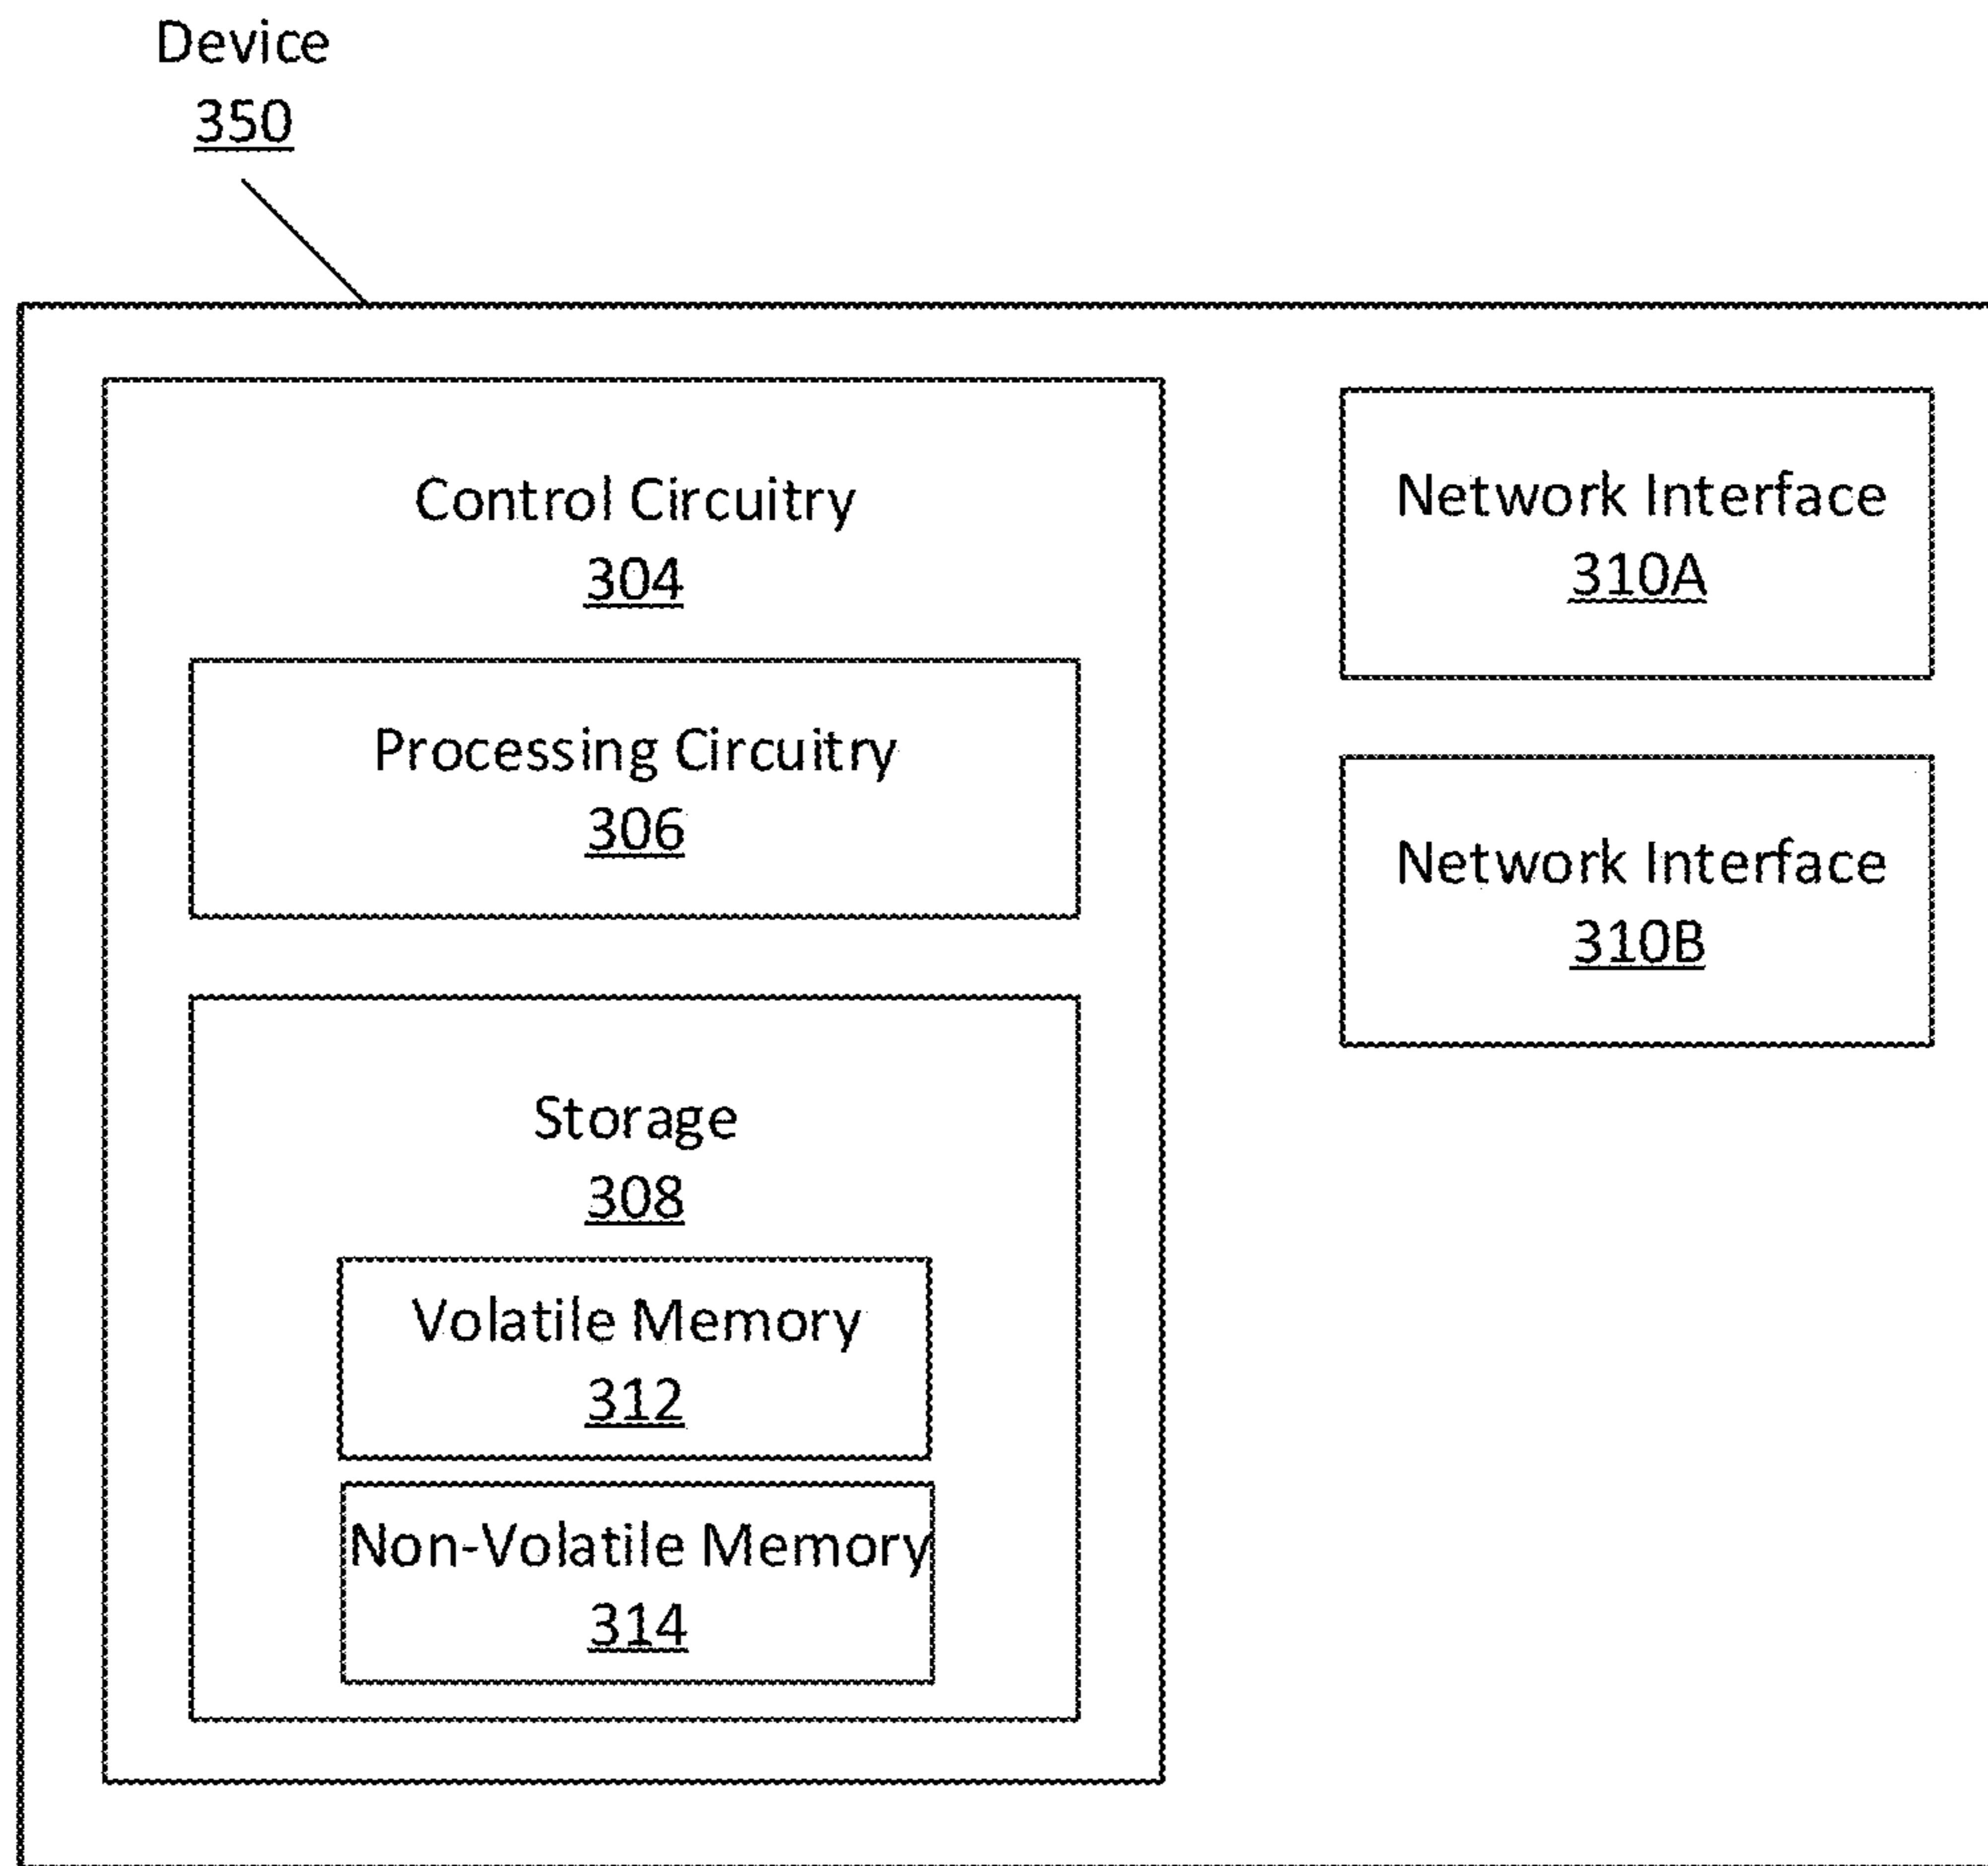 Device
350
Control Circuitry
304
Processing Circuitry
306
Storage
308
Volatile Memory
312
Non-Volatile Memory
314
Network Interface
310A
Network Interface
310B